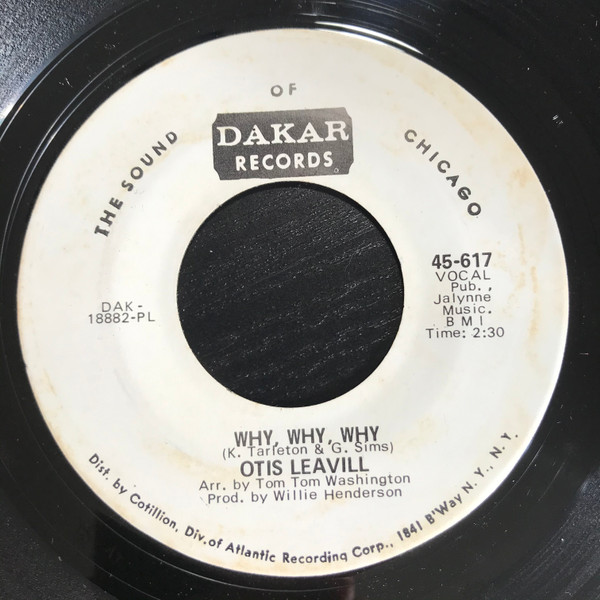 THE SOUND OF CHICAGO
DAKAR
RECORDS
DAK-
18882-PL
45-617
VOCAL
Pub.,
Jalynne
Music.
BMI
Time: 2:30
WHY, WHY, WHY
(K. Tarleton & G. Sims)
OTIS LEAVILL
Arr. by Tom Tom Washington
Prod. by Willie Henderson
Dist. by Cotillion, Div. of Atlantic Recording Corp., 1841 B'Way N.Y., N.Y.